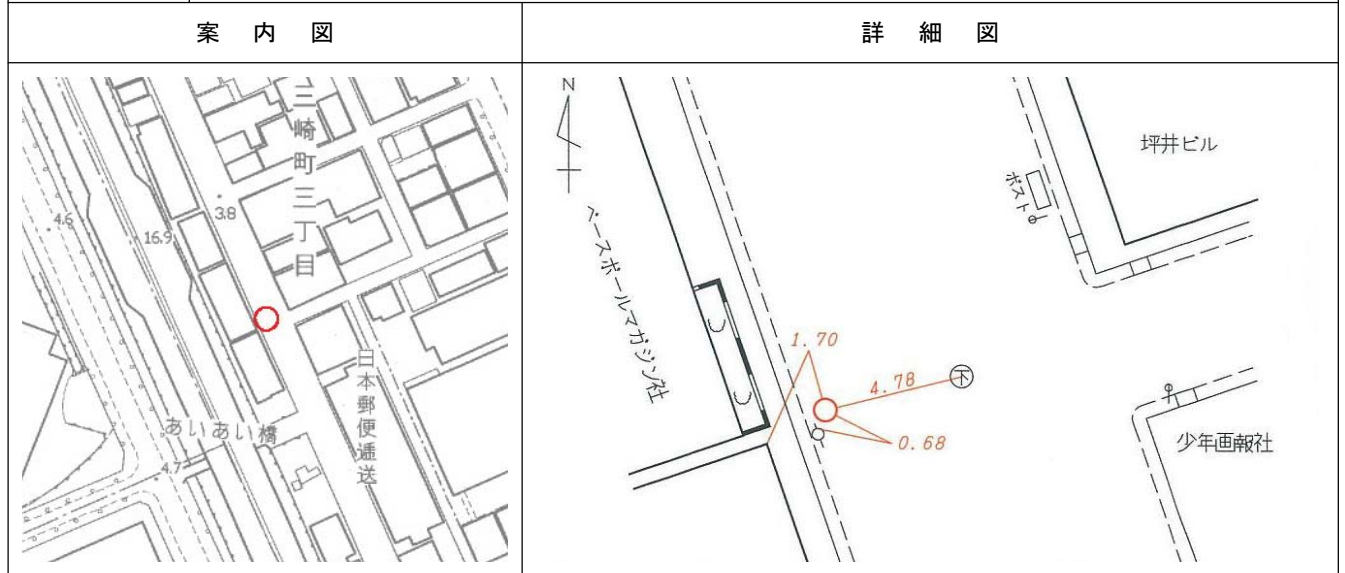 案内図
詳細図
三崎町三丁目
3.8
4.6
16.9
日本郵便逓送
あいあい橋
4.7
N
坪井ビル
ポスト
ベースボールマガジン社
1.70
4.78
下
0.68
少年画報社